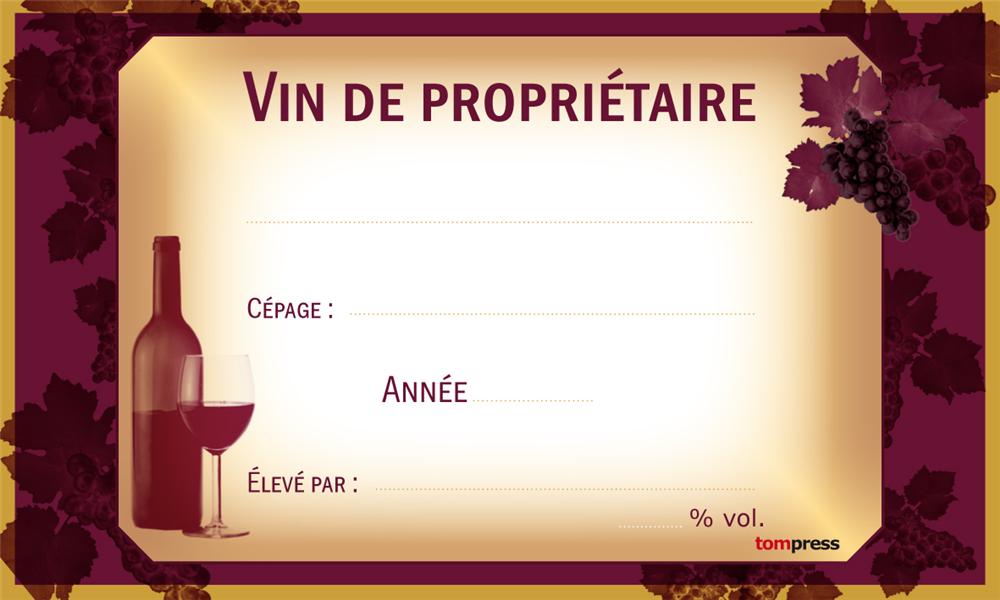 Vin de propriétaire
Cépage :
Année
Élevé par :
% vol.
tompress